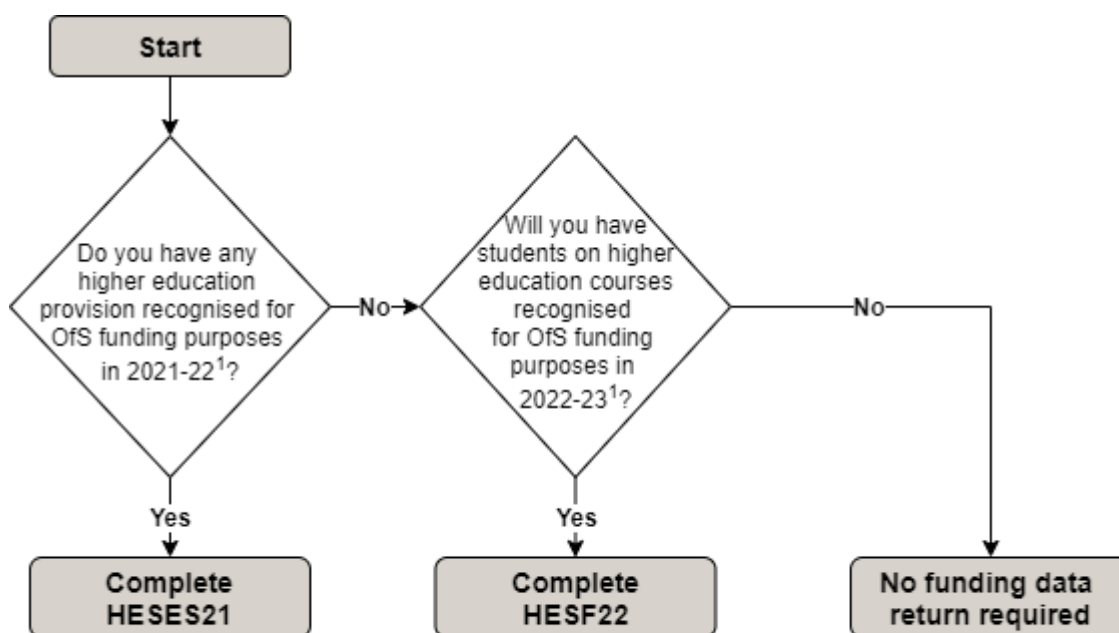 Start
Do you have any
higher education
provision recognised for
OfS funding purposes
in 2021-22¹?
No
Will you have
students on higher
education courses
recognised
for OfS funding
purposes in
2022-23¹?
No
Yes
Yes
Complete
HESES21
Complete
HESF22
No funding data
return required